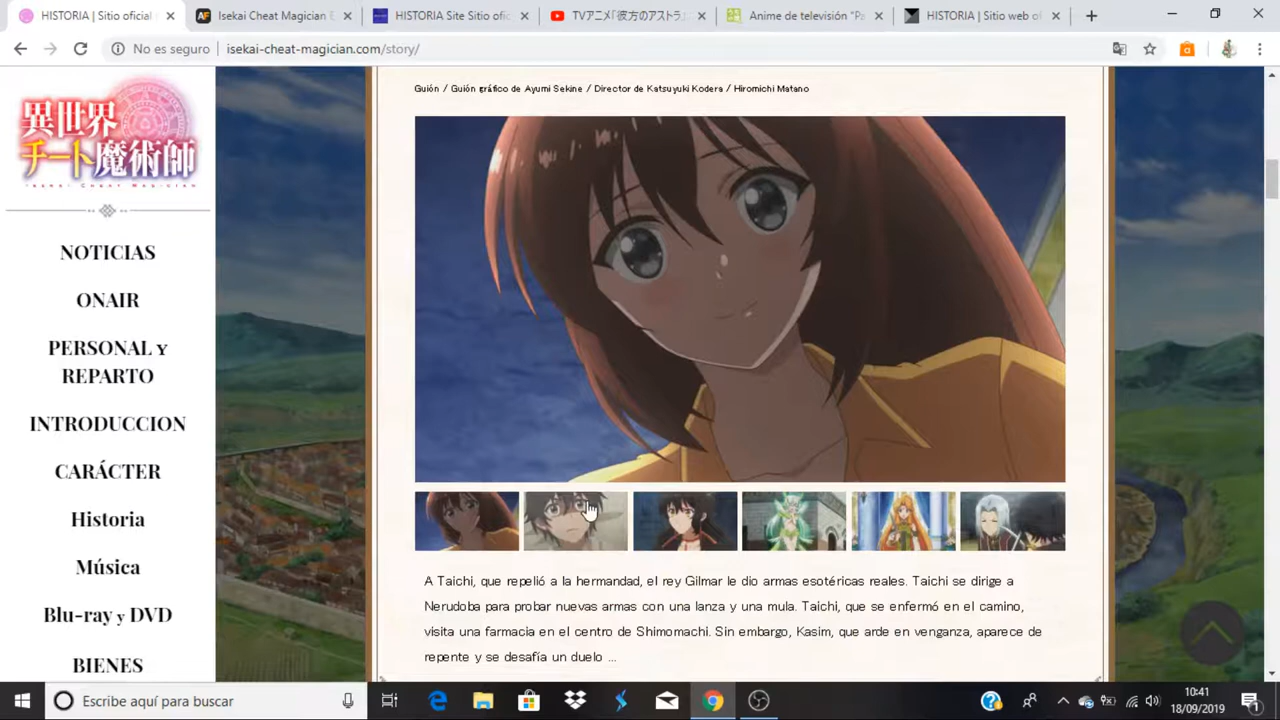 HISTORIA | Sitio oficial
Isekai Cheat Magician E
HISTORIA Site Sitio ofic
TVアニメ「彼方のアストラ」
Anime de televisión "Pa
HISTORIA | Sitio web of
No es seguro
isekai-cheat-magician.com/story/
異世界
チート魔術師
ISEKAI CHEAT MAGICIAN
NOTICIAS
ONAIR
PERSONAL Y
REPARTO
INTRODUCCION
CARÁCTER
Historia
Música
Blu-ray y DVD
BIENES
Guión / Guión gráfico de Ayumi Sekine / Director de Katsuyuki Kodera / Hiromichi Matano
A Taichi, que repelió a la hermandad, el rey Gilmar le dio armas esotéricas reales. Taichi se dirige a
Nerudoba para probar nuevas armas con una lanza y una mula. Taichi, que se enfermó en el camino,
visita una farmacia en el centro de Shimomachi. Sin embargo, Kasim, que arde en venganza, aparece de
repente y se desafía un duelo ...
Escribe aquí para buscar
10:41
18/09/2019